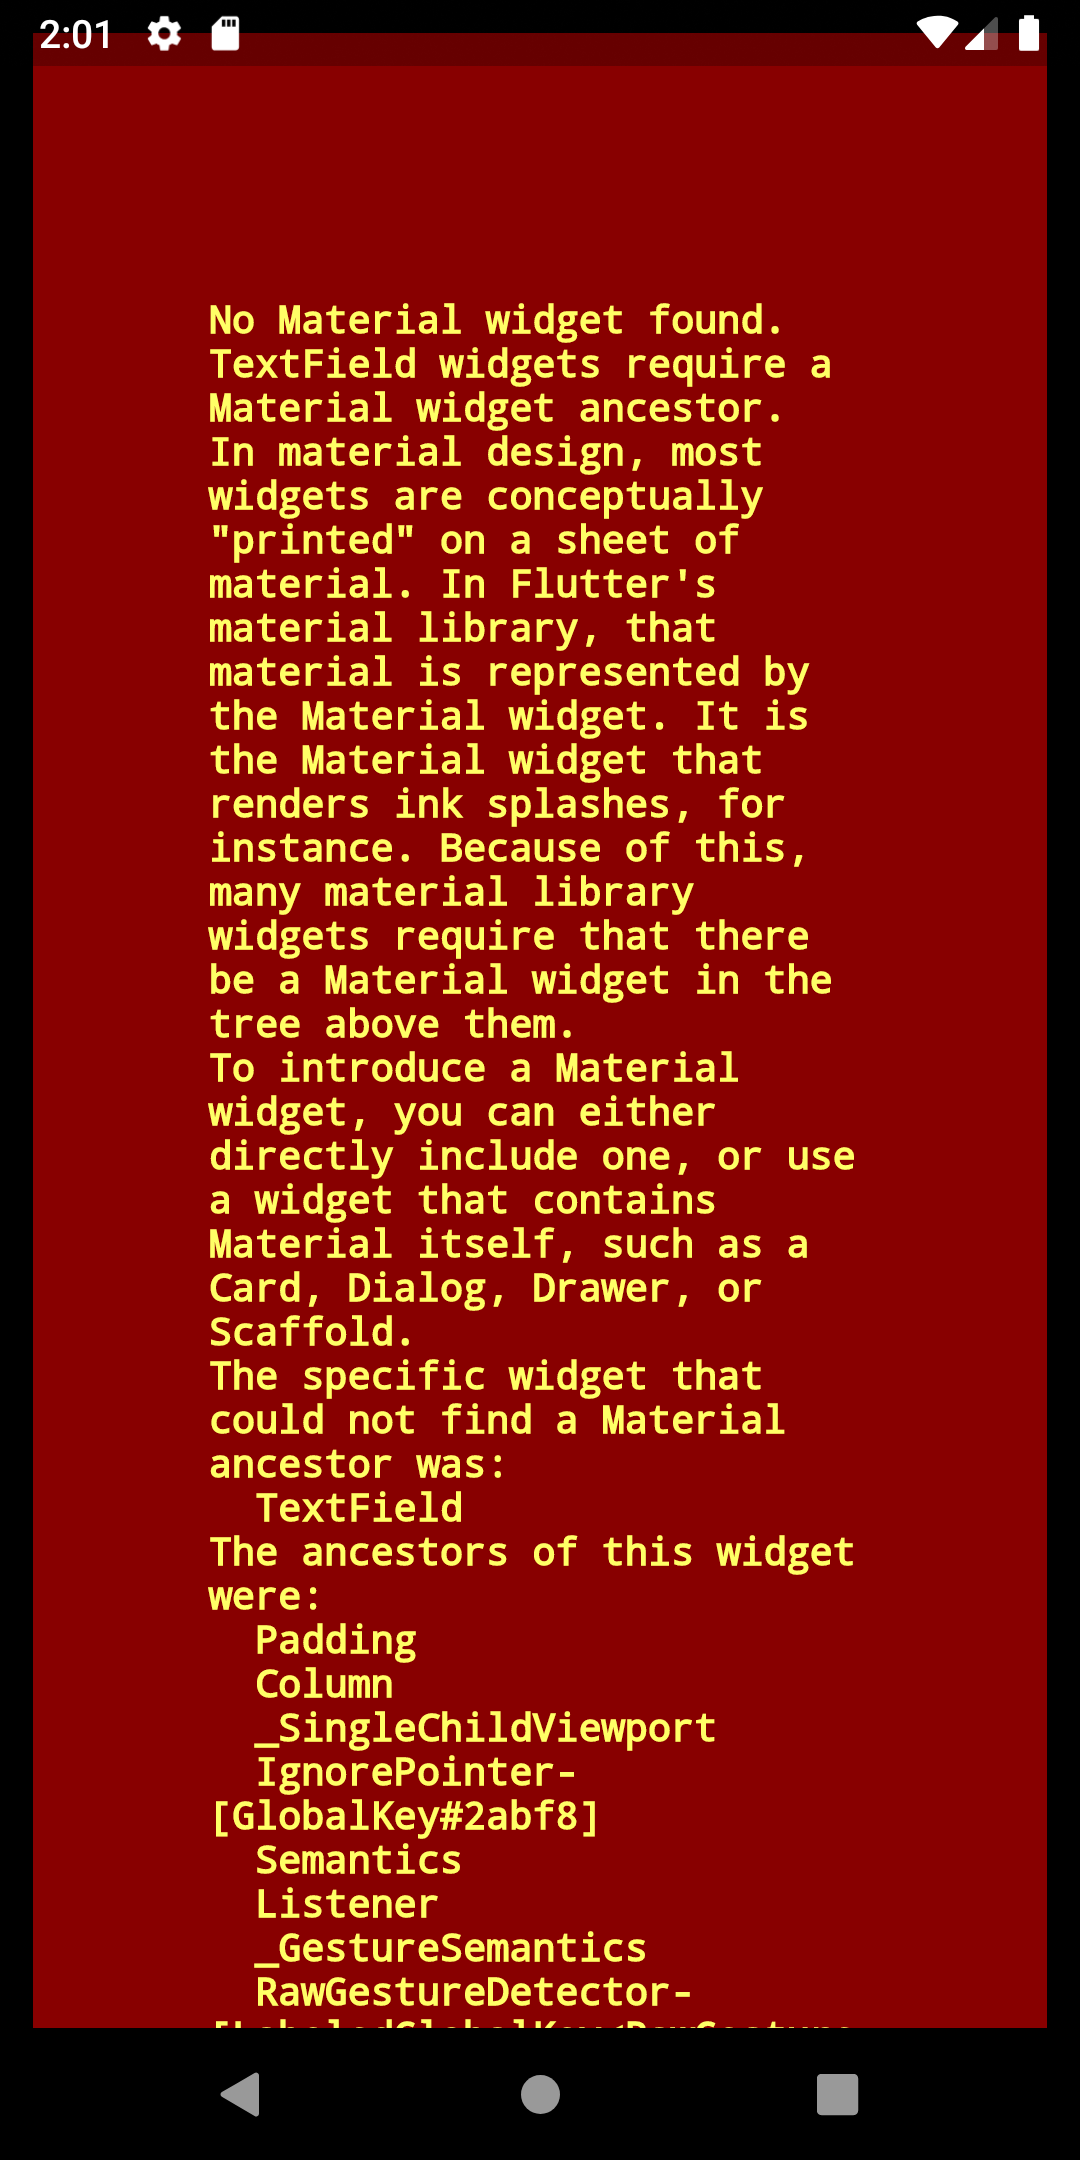 2:01
No Material widget found.
TextField widgets require a
Material widget ancestor.
In material design, most
widgets are conceptually
"printed" on a sheet of
material. In Flutter's
material library, that
material is represented by
the Material widget. It is
the Material widget that
renders ink splashes, for
instance. Because of this,
many material library
widgets require that there
be a Material widget in the
tree above them.
To introduce a Material
widget, you can either
directly include one, or use
a widget that contains
Material itself, such as a
Card, Dialog, Drawer, or
Scaffold.
The specific widget that
could not find a Material
ancestor was:
  TextField
The ancestors of this widget
were:
  Padding
  Column
  _SingleChildViewport
  IgnorePointer-
[GlobalKey#2abf8]
  Semantics
  Listener
  _GestureSemantics
  RawGestureDetector-
[LabeledGlobalKey<RawGesture